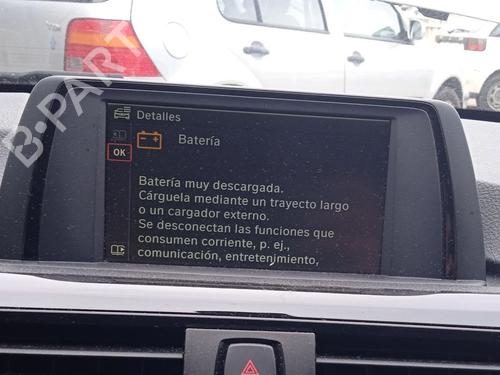 Detalles
OK
Batería
Batería muy descargada.
Cárguela mediante un trayecto largo
o un cargador externo.
Se desconectan las funciones que
consumen corriente, p. ej.,
comunicación, entretenimiento,
B-PARTS